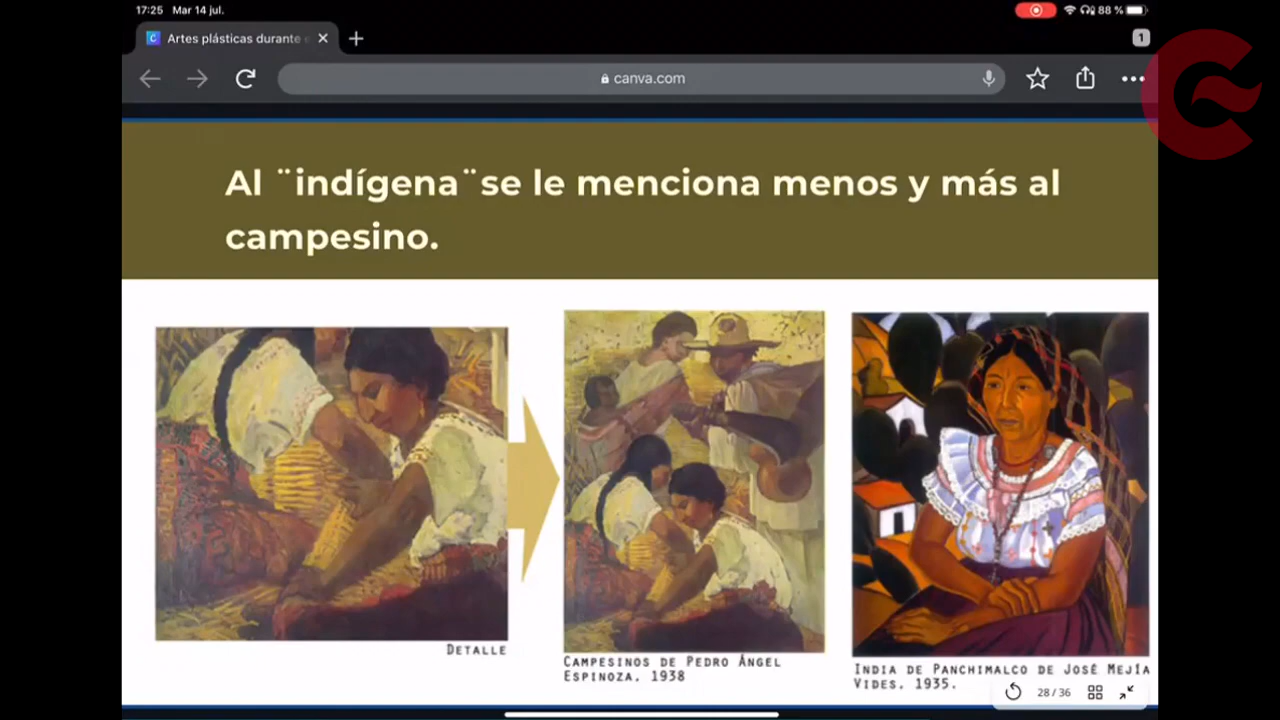 17:25 Mar 14 jul.
88 %
Artes plásticas durante
1
canva.com
Al ¨indígena¨se le menciona menos y más al
campesino.
DETALLE
CAMPESINOS DE PEDRO ÁNGEL
ESPINOZA, 1938
INDIA DE PANCHIMALCO DE JOSÉ MEJÍA
VIDES, 1935.
28 / 36